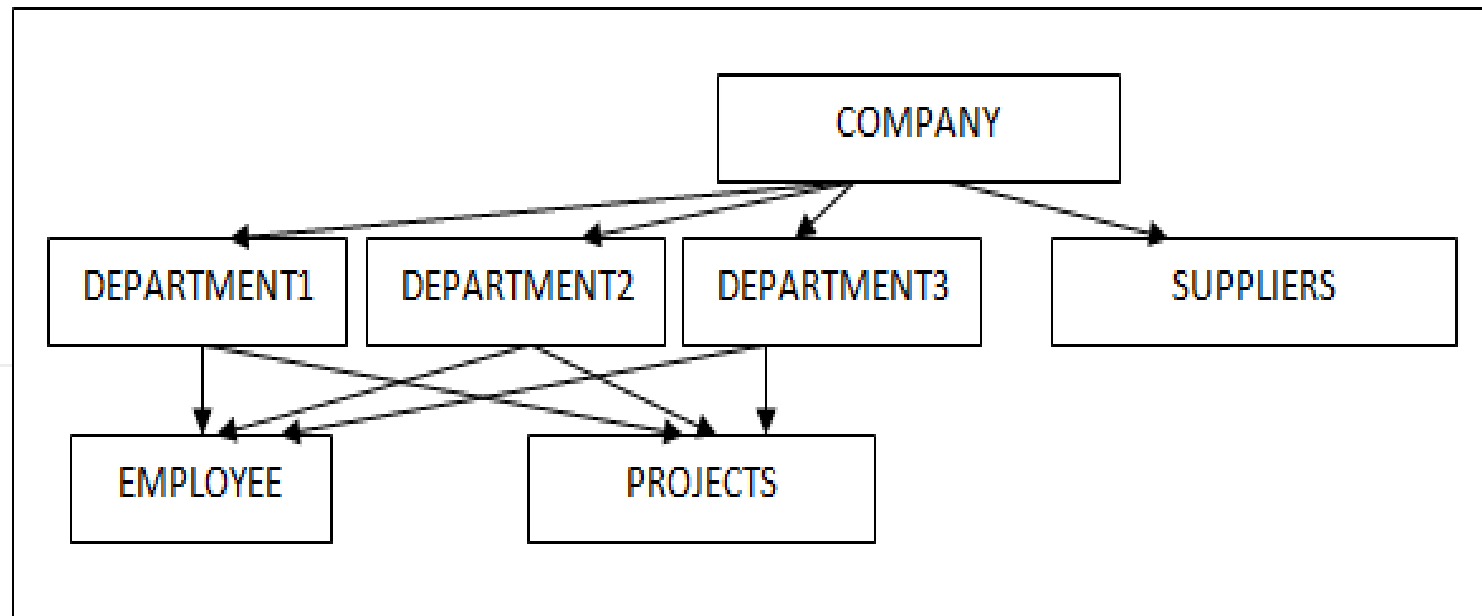 COMPANY
DEPARTMENT1
DEPARTMENT2
DEPARTMENT3
SUPPLIERS
EMPLOYEE
PROJECTS